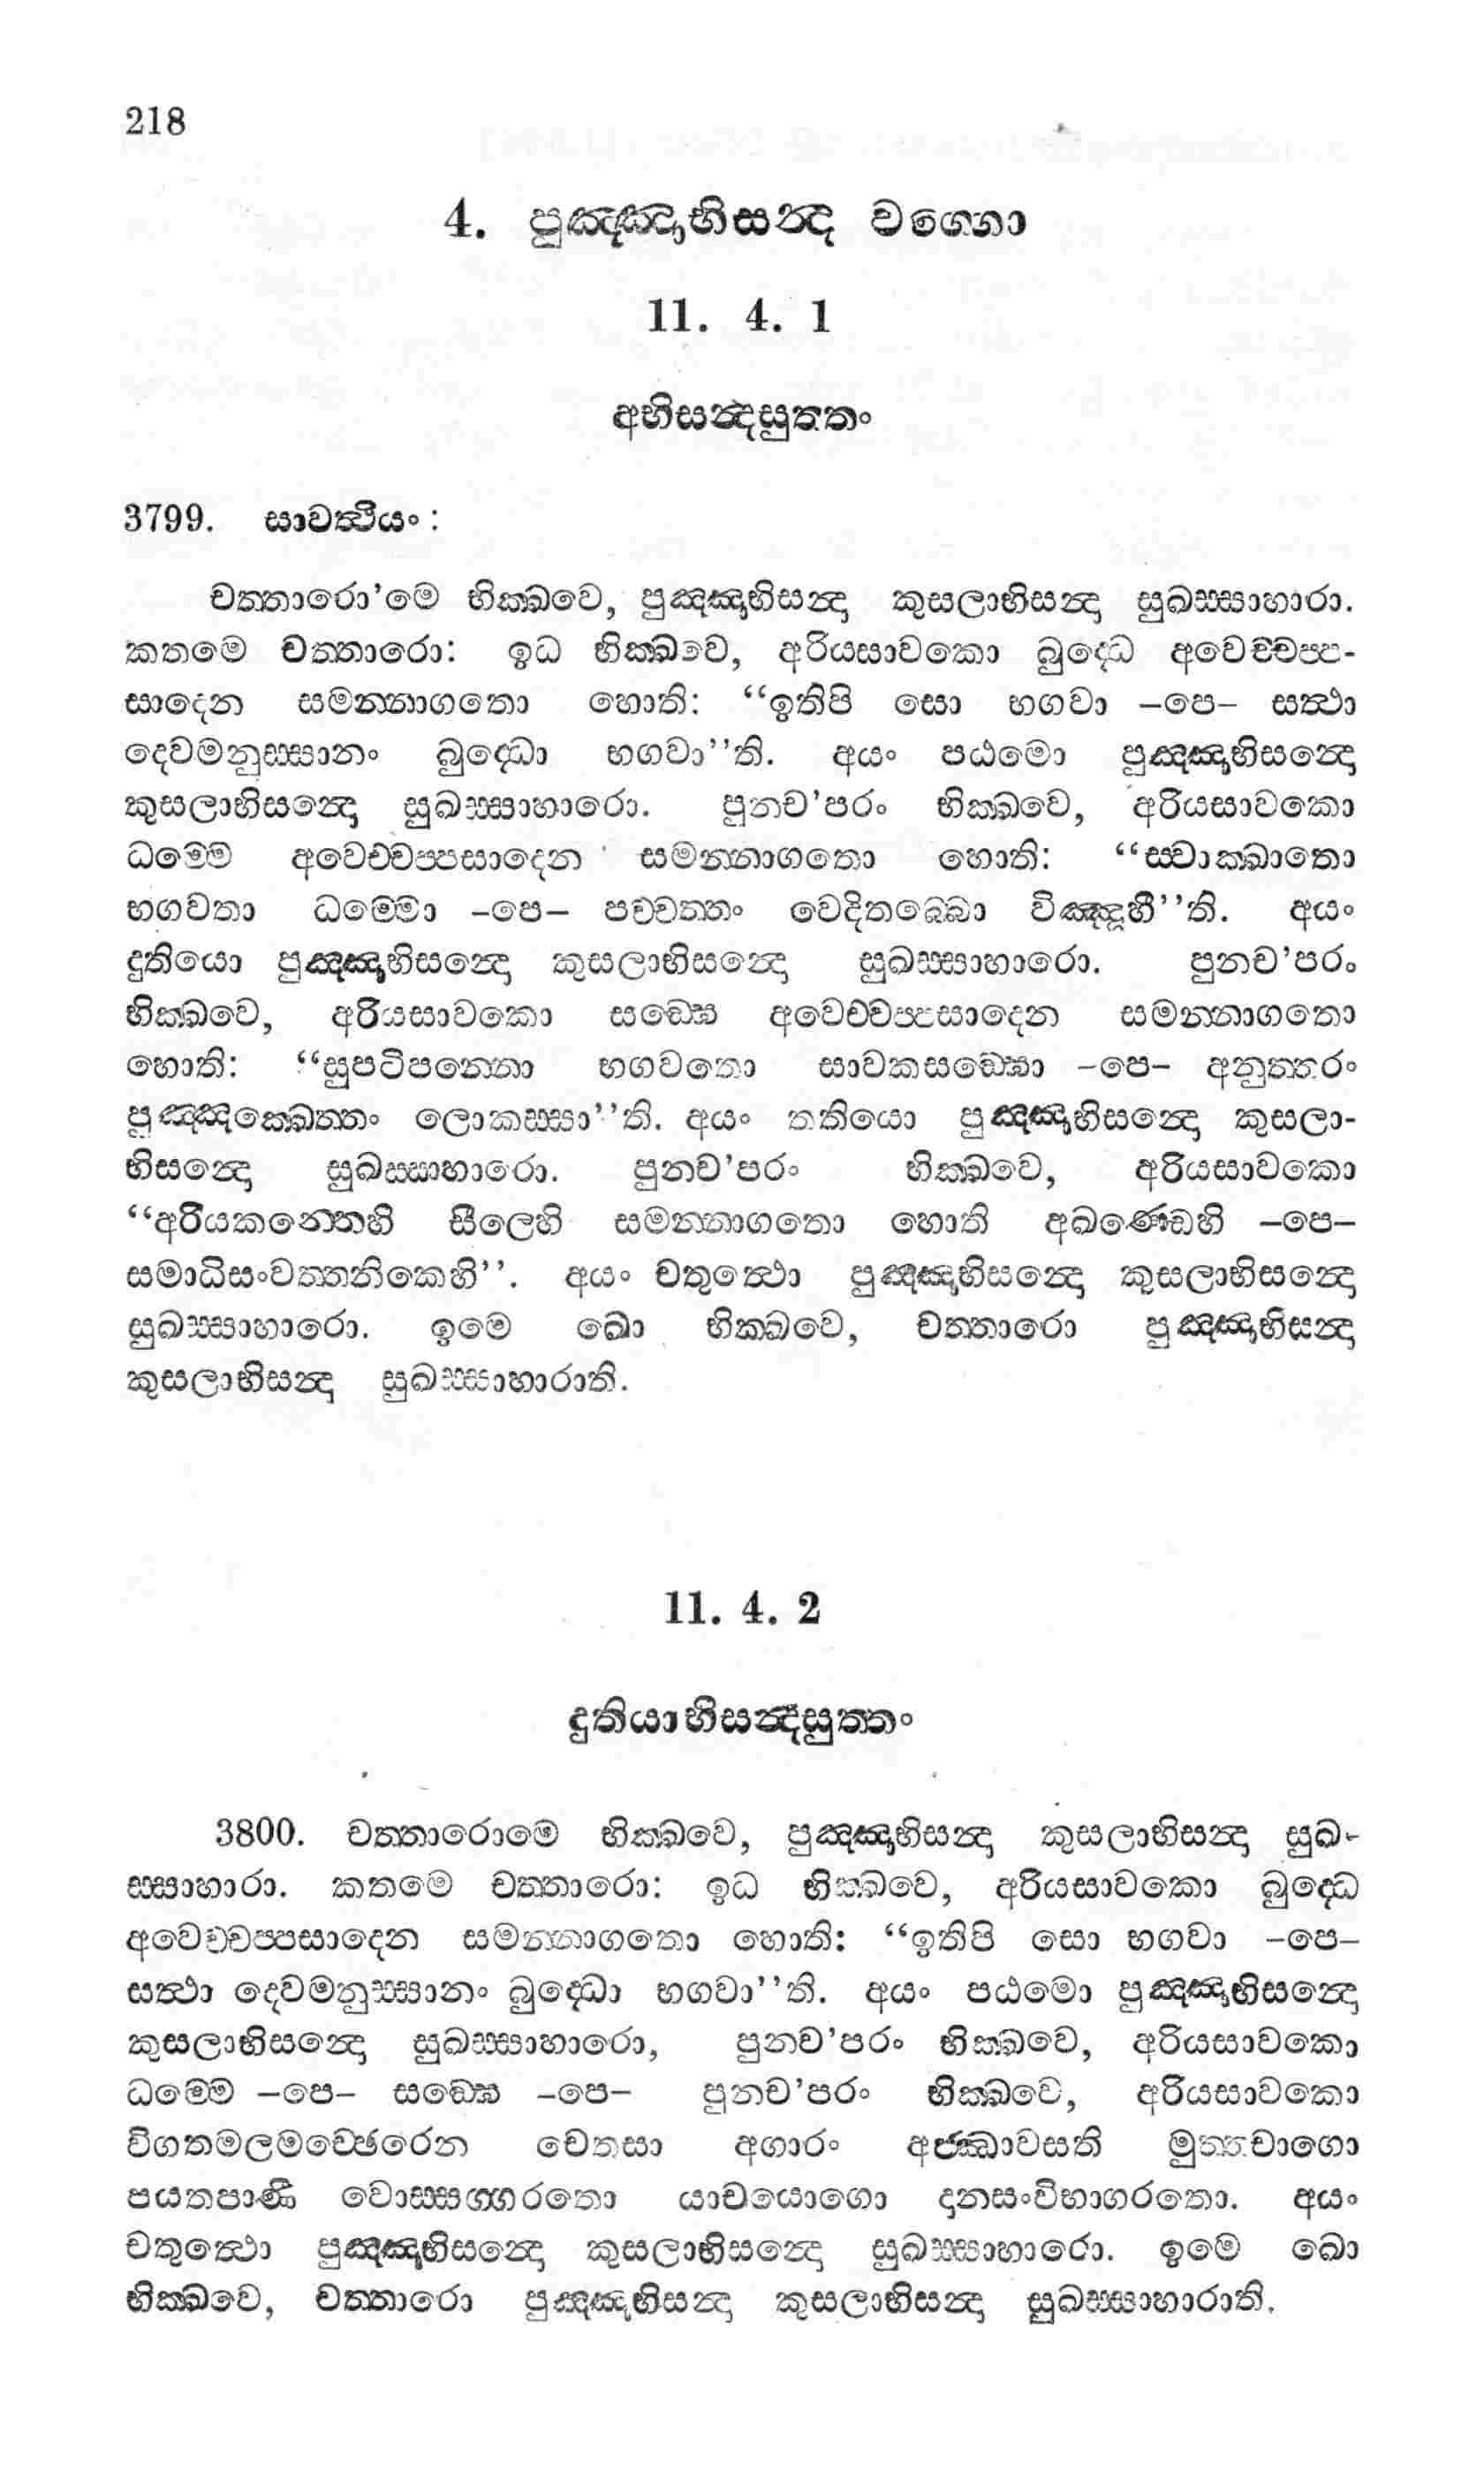 218
4. පුඤ්ඤාභිසන්‍ද වග්ගො
11. 4. 1
අභිසන්‍දසුත්තං
3799. සාවත්‍ථියං :
චත්තාරො’මෙ භික්ඛවෙ, පුඤ්ඤාභිසන්‍දා කුසලාභිසන්‍දා සුඛස්සාහාරා.
කතමෙ චත්තාරො: ඉධ භික්ඛවෙ, අරියසාවකො බුද්ධෙ අවෙච්චප්ප-
සාදෙන සමන්නාගතො හොති: “ඉතිපි සො භගවා –පෙ– සත්‍ථා
දෙවමනුස්සානං බුද්ධො භගවා’’ති. අයං පඨමො පුඤ්ඤාභිසන්‍දො
කුසලාභිසන්‍දො සුඛස්සාහාරො. පුනච’පරං භික්ඛවෙ, අරියසාවකො
ධම්මෙ අවෙච්චප්පසාදෙන සමන්නාගතො හොති: “ස්වාක්ඛාතො
භගවතා ධම්මො –පෙ– පච්චත්තං වෙදිතබ්බො විඤ්ඤූහී’’ති. අයං
දුතියො පුඤ්ඤාභිසන්‍දො කුසලාභිසන්‍දො සුඛස්සාහාරො. පුනච’පරං
භික්ඛවෙ, අරියසාවකො සඞ්ඝෙ අවෙච්චප්පසාදෙන සමන්නාගතො
හොති: “සුපටිපන්නො භගවතො සාවකසඞ්ඝො –පෙ– අනුත්තරං
පුඤ්ඤක්ඛෙත්තං ලොකස්සා’’ති. අයං තතියො පුඤ්ඤාභිසන්‍දො කුසලා-
භිසන්‍දො සුඛස්සාහාරො. පුනච’පරං භික්ඛවෙ, අරියසාවකො
“අරියකන්තෙහි සීලෙහි සමන්නාගතො හොති අඛණ්ඩෙහි –පෙ–
සමාධිසංවත්තනිකෙහි’’. අයං චතුත්‍ථො පුඤ්ඤාභිසන්‍දො කුසලාභිසන්‍දො
සුඛස්සාහාරො. ඉමෙ ඛො භික්ඛවෙ, චත්තාරො පුඤ්ඤාභිසන්‍දා
කුසලාභිසන්‍දා සුඛස්සාහාරාති.
11. 4. 2
දුතියාභිසන්‍දසුත්තං
3800. චත්තාරොමෙ භික්ඛවෙ, පුඤ්ඤාභිසන්‍දා කුසලාභිසන්‍දා සුඛ-
ස්සාහාරා. කතමෙ චත්තාරො: ඉධ භික්ඛවෙ, අරියසාවකො බුද්ධෙ
අවෙච්චප්පසාදෙන සමන්නාගතො හොති: “ඉතිපි සො භගවා –පෙ–
සත්‍ථා දෙවමනුස්සානං බුද්ධො භගවා’’ති. අයං පඨමො පුඤ්ඤාභිසන්‍දො
කුසලාභිසන්‍දො සුඛස්සාහාරො, පුනච’පරං භික්ඛවෙ, අරියසාවකො
ධම්මෙ –පෙ– සඞ්ඝෙ –පෙ– පුනච’පරං භික්ඛවෙ, අරියසාවකො
විගතමලමච්ඡෙරෙන චෙතසා අගාරං අජ්ඣාවසති මුත්තචාගො
පයතපාණී වොස්සග්ගරතො යාචයොගො දානසංවිභාගරතො. අයං
චතුත්‍ථො පුඤ්ඤාභිසන්‍දො කුසලාභිසන්‍දො සුඛස්සාහාරො. ඉමෙ ඛො
භික්ඛවෙ, චත්තාරො පුඤ්ඤාභිසන්‍දා කුසලාභිසන්‍දා සුඛස්සාහාරාති.